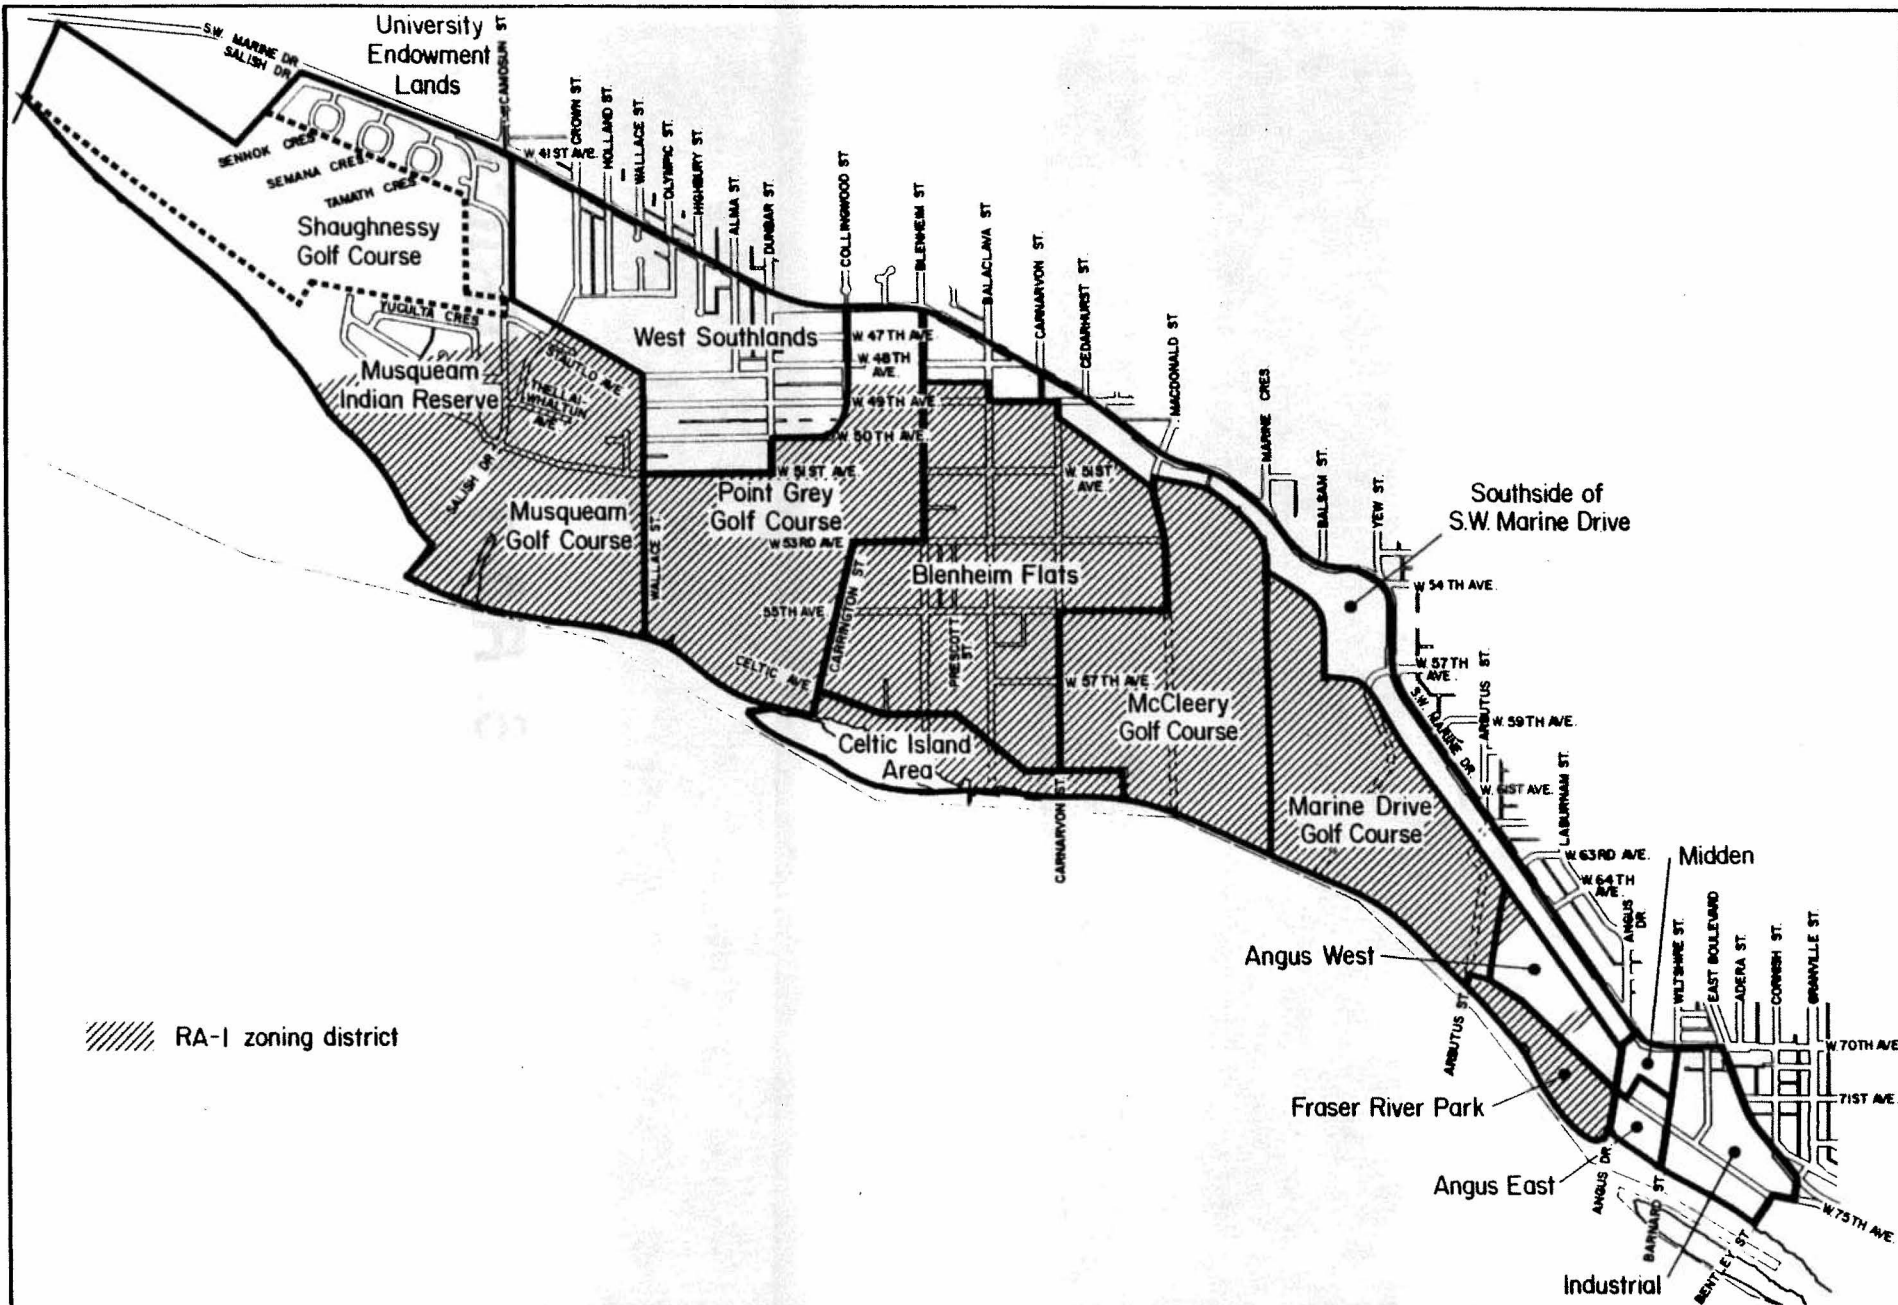 University
Endowment
Lands
S.W. MARINE DR.
SALISH DR.
CAMOSUN ST
W. 41ST AVE.
CROWN ST.
HOLLAND ST.
WALLACE ST.
OLYMPIC ST.
HIGHBURY ST.
ALMA ST.
DUNBAR ST.
COLLINGWOOD ST
BLENHEIM ST.
BALACLAVA ST
CARNARVON ST.
CEDARHURST ST.
MACDONALD ST
MARINE CRES.
BALSAM ST.
YEW ST.
SENHOK CRES
SEMANA CRES
TAMATH CRES
Shaughnessy
Golf Course
YUCULTA CRES
Musqueam
Indian Reserve
STAUTLO AVE
THELLAI-
WHALTUN
AVE.
West Southlands
W. 47TH AVE
W. 48TH
AVE.
W. 49TH AVE.
W. 50TH AVE.
W. 51ST AVE.
W. 51ST
AVE.
SALISH DR.
Musqueam
Golf Course
WALLACE ST.
Point Grey
Golf Course
W. 53RD AVE
Blenheim Flats
55TH AVE
CARRINGTON ST.
CELTIC AVE
PRESCOTT
ST.
W. 57TH AVE.
McCleery
Golf Course
Celtic Island
Area
CARNARVON ST.
Southside of
S.W. Marine Drive
W. 54TH AVE.
W. 57TH
AVE.
S.W. MARINE DR.
ARBUTUS ST.
W. 59TH AVE.
W. 61ST AVE.
LABURNAM ST.
Marine Drive
Golf Course
W. 63RD AVE.
W. 64TH
AVE.
Midden
ANGUS
DR.
WILTSHIRE ST.
EAST BOULEVARD
ADERA ST.
CORNISH ST.
GRANVILLE ST.
Angus West
ARBUTUS ST.
W. 70TH AVE.
71ST AVE.
RA-1 zoning district
Fraser River Park
Angus East
ANGUS DR.
BARNARD ST
BENTLEY ST
W. 75TH AVE.
Industrial